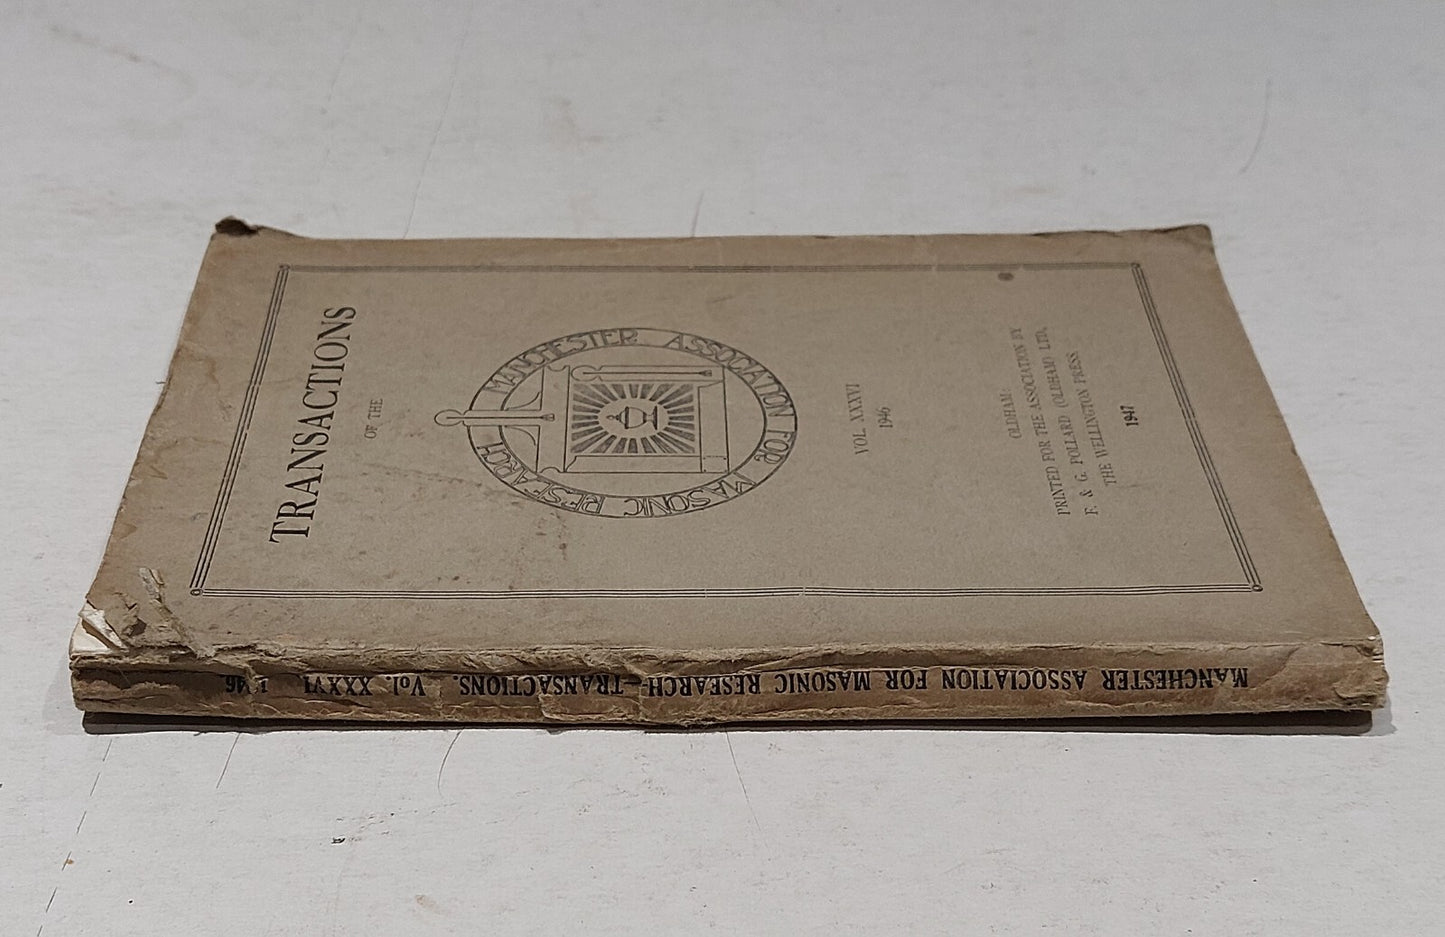 TRANSACTIONS
OF THE
MANCHESTER ASSOCIATION FOR MASONIC RESEARCH
VOL. XXXVI
1946
OLDHAM:
PRINTED FOR THE ASSOCIATION BY
F. & G. POLLARD (OLDHAM) LTD.,
THE WELLINGTON PRESS.
1947
MANCHESTER ASSOCIATION FOR MASONIC RESEARCH—TRANSACTIONS. Vol. XXXVI